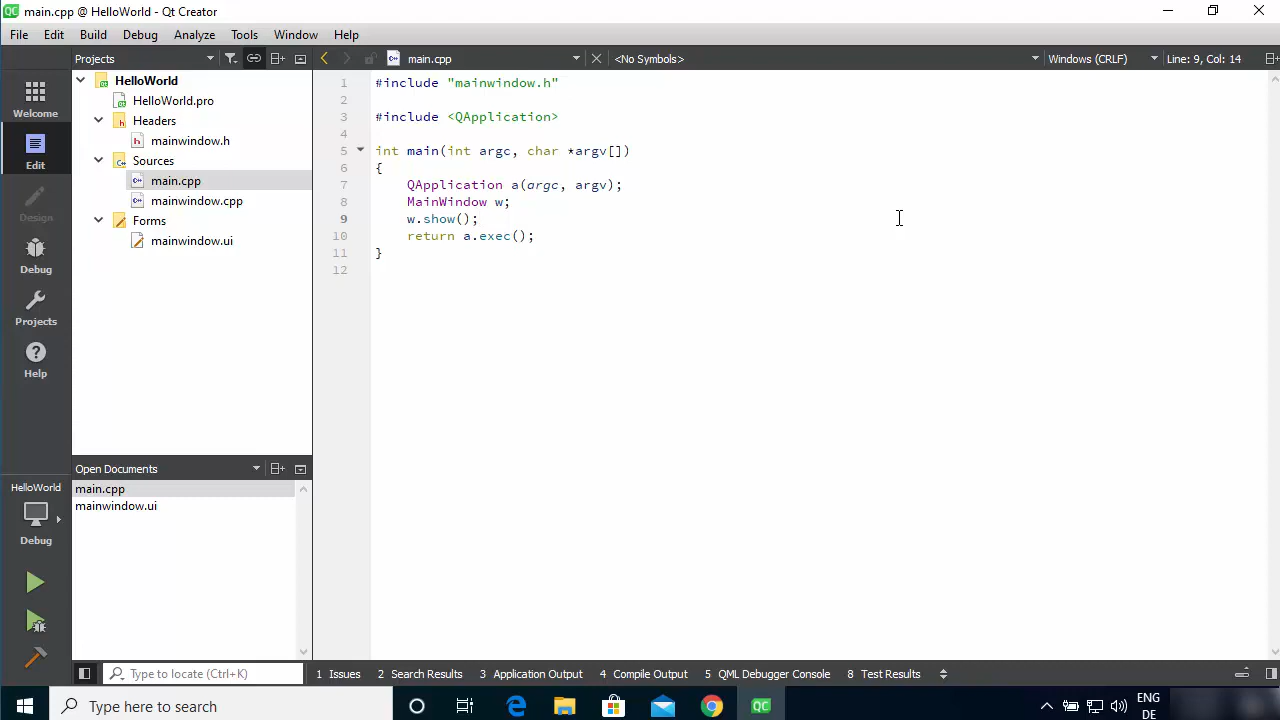 QC main.cpp @ HelloWorld - Qt Creator
File Edit Build Debug Analyze Tools Window Help
Projects main.cpp <No Symbols> Windows (CRLF) Line: 9, Col: 14
Welcome
Edit
Design
Debug
Projects
Help
HelloWorld
HelloWorld.pro
Headers
mainwindow.h
Sources
main.cpp
mainwindow.cpp
Forms
mainwindow.ui
1 #include "mainwindow.h"
2
3 #include <QApplication>
4
5 int main(int argc, char *argv[])
6 {
7 QApplication a(argc, argv);
8 MainWindow w;
9 w.show();
10 return a.exec();
11 }
12
Open Documents
main.cpp
mainwindow.ui
HelloWorld
Debug
Type to locate (Ctrl+K) 1 Issues 2 Search Results 3 Application Output 4 Compile Output 5 QML Debugger Console 8 Test Results
Type here to search QC ENG
DE